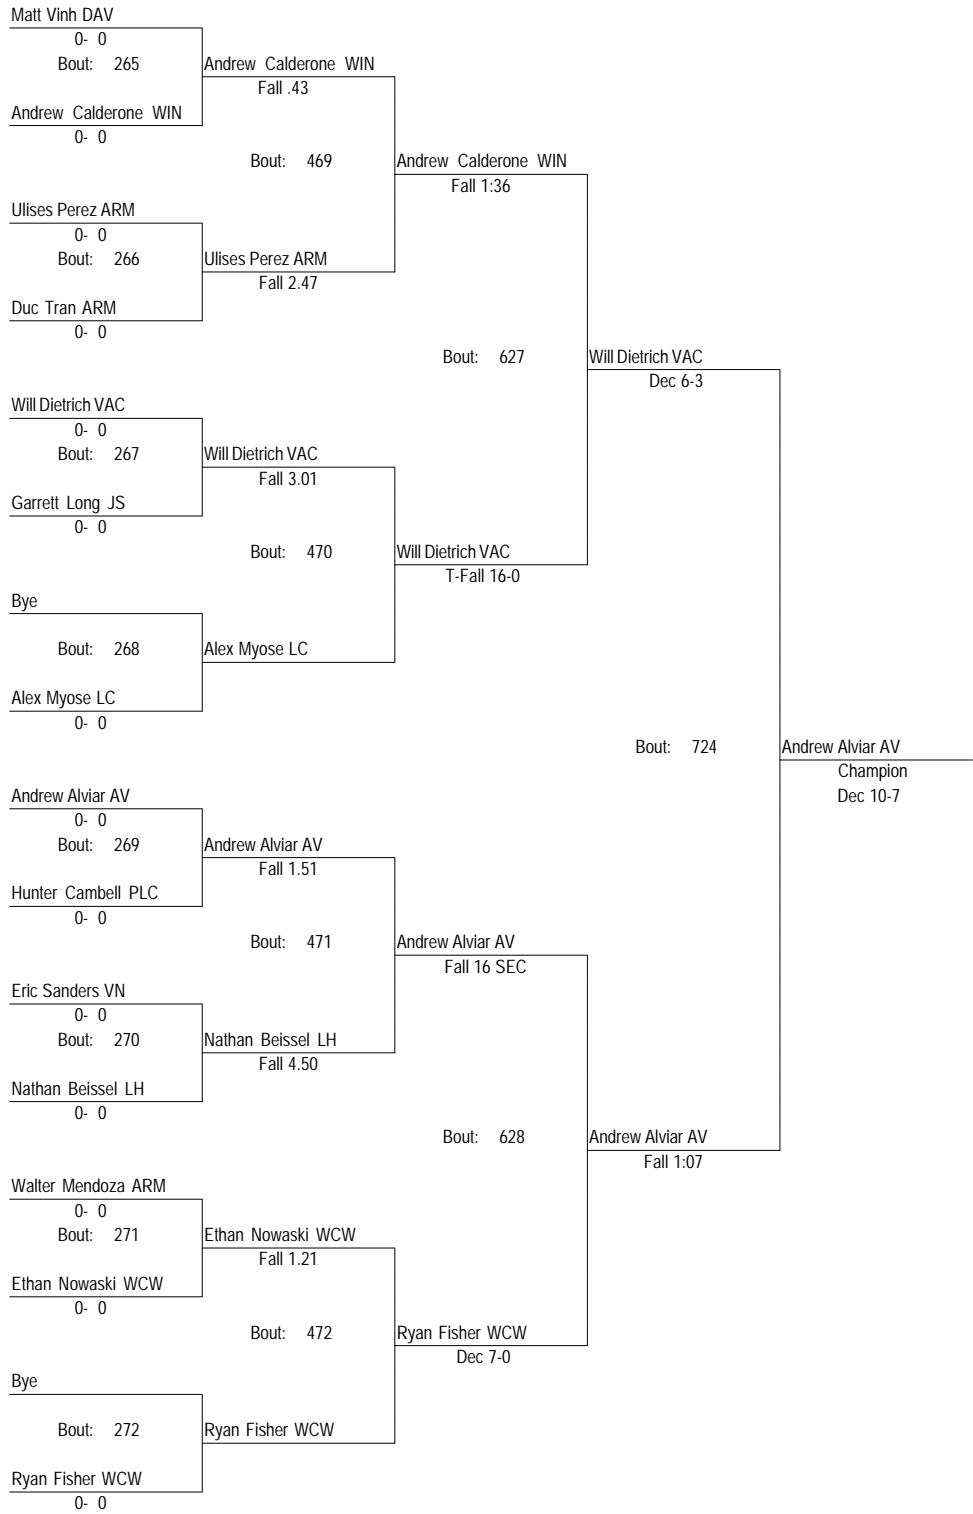 Matt Vinh DAV
0- 0
Bout: 265
Andrew Calderone WIN
Fall .43
Andrew Calderone WIN
0- 0
Bout: 469
Andrew Calderone WIN
Fall 1:36
Ulises Perez ARM
0- 0
Bout: 266
Ulises Perez ARM
Fall 2.47
Duc Tran ARM
0- 0
Bout: 627
Will Dietrich VAC
Dec 6-3
Will Dietrich VAC
0- 0
Bout: 267
Will Dietrich VAC
Fall 3.01
Garrett Long JS
0- 0
Bout: 470
Will Dietrich VAC
T-Fall 16-0
Bye
Bout: 268
Alex Myose LC
Alex Myose LC
0- 0
Bout: 724
Andrew Alviar AV
Champion
Dec 10-7
Andrew Alviar AV
0- 0
Bout: 269
Andrew Alviar AV
Fall 1.51
Hunter Cambell PLC
0- 0
Bout: 471
Andrew Alviar AV
Fall 16 SEC
Eric Sanders VN
0- 0
Bout: 270
Nathan Beissel LH
Fall 4.50
Nathan Beissel LH
0- 0
Bout: 628
Andrew Alviar AV
Fall 1:07
Walter Mendoza ARM
0- 0
Bout: 271
Ethan Nowaski WCW
Fall 1.21
Ethan Nowaski WCW
0- 0
Bout: 472
Ryan Fisher WCW
Dec 7-0
Bye
Bout: 272
Ryan Fisher WCW
Ryan Fisher WCW
0- 0